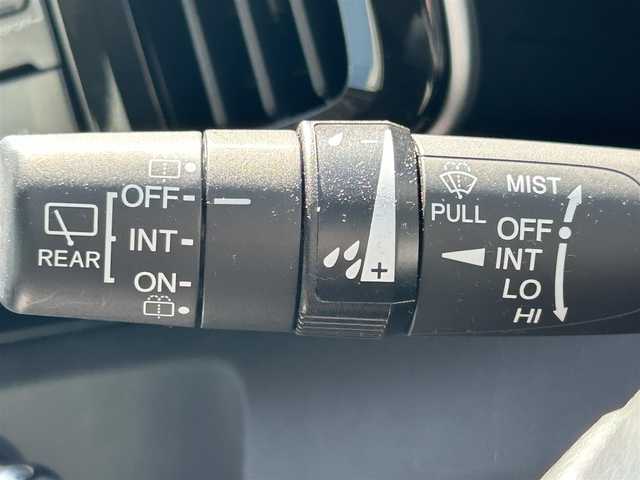 OFF
INT
ON
REAR
-
+
PULL
MIST
OFF
INT
LO
HI